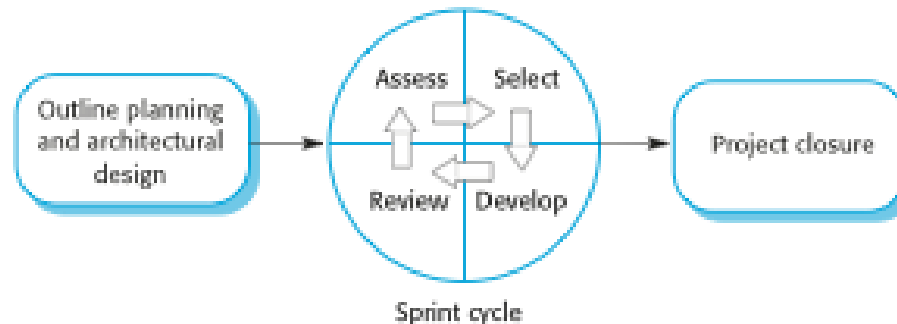 Outline planning
and architectural
design
Assess
Select
Review
Develop
Sprint cycle
Project closure